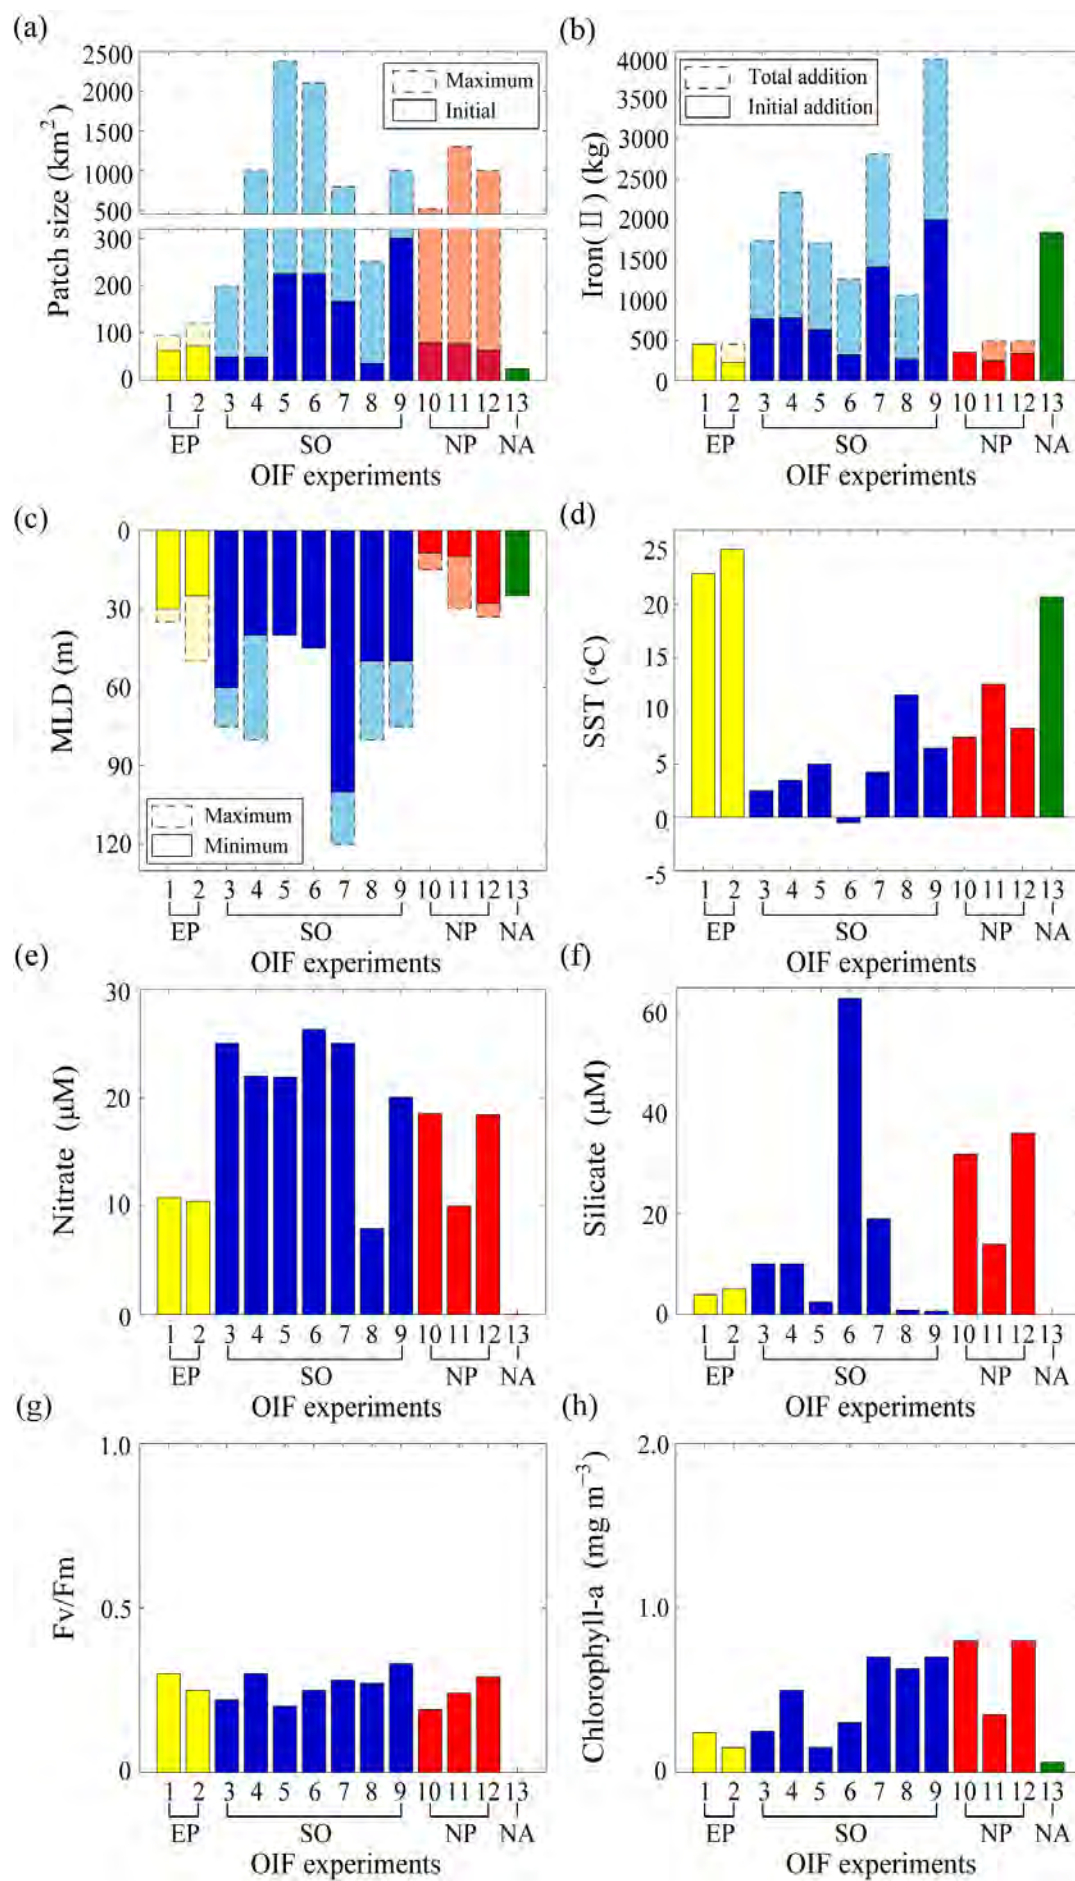 (a)
Patch size (km²)
2500
2000
1500
1000
500
300
200
100
0
Maximum
Initial
1 2 3 4 5 6 7 8 9 10 11 12 13
EP SO NP NA
OIF experiments
(b)
Iron(Ⅱ) (kg)
4000
3500
3000
2500
2000
1500
1000
500
0
Total addition
Initial addition
1 2 3 4 5 6 7 8 9 10 11 12 13
EP SO NP NA
OIF experiments
(c)
MLD (m)
0
30
60
90
120
Maximum
Minimum
1 2 3 4 5 6 7 8 9 10 11 12 13
EP SO NP NA
OIF experiments
(d)
SST (°C)
25
20
15
10
5
0
-5
1 2 3 4 5 6 7 8 9 10 11 12 13
EP SO NP NA
OIF experiments
(e)
Nitrate (μM)
30
20
10
0
1 2 3 4 5 6 7 8 9 10 11 12 13
EP SO NP NA
OIF experiments
(f)
Silicate (μM)
60
40
20
0
1 2 3 4 5 6 7 8 9 10 11 12 13
EP SO NP NA
OIF experiments
(g)
Fv/Fm
1.0
0.5
0
1 2 3 4 5 6 7 8 9 10 11 12 13
EP SO NP NA
OIF experiments
(h)
Chlorophyll-a (mg m⁻³)
2.0
1.0
0
1 2 3 4 5 6 7 8 9 10 11 12 13
EP SO NP NA
OIF experiments